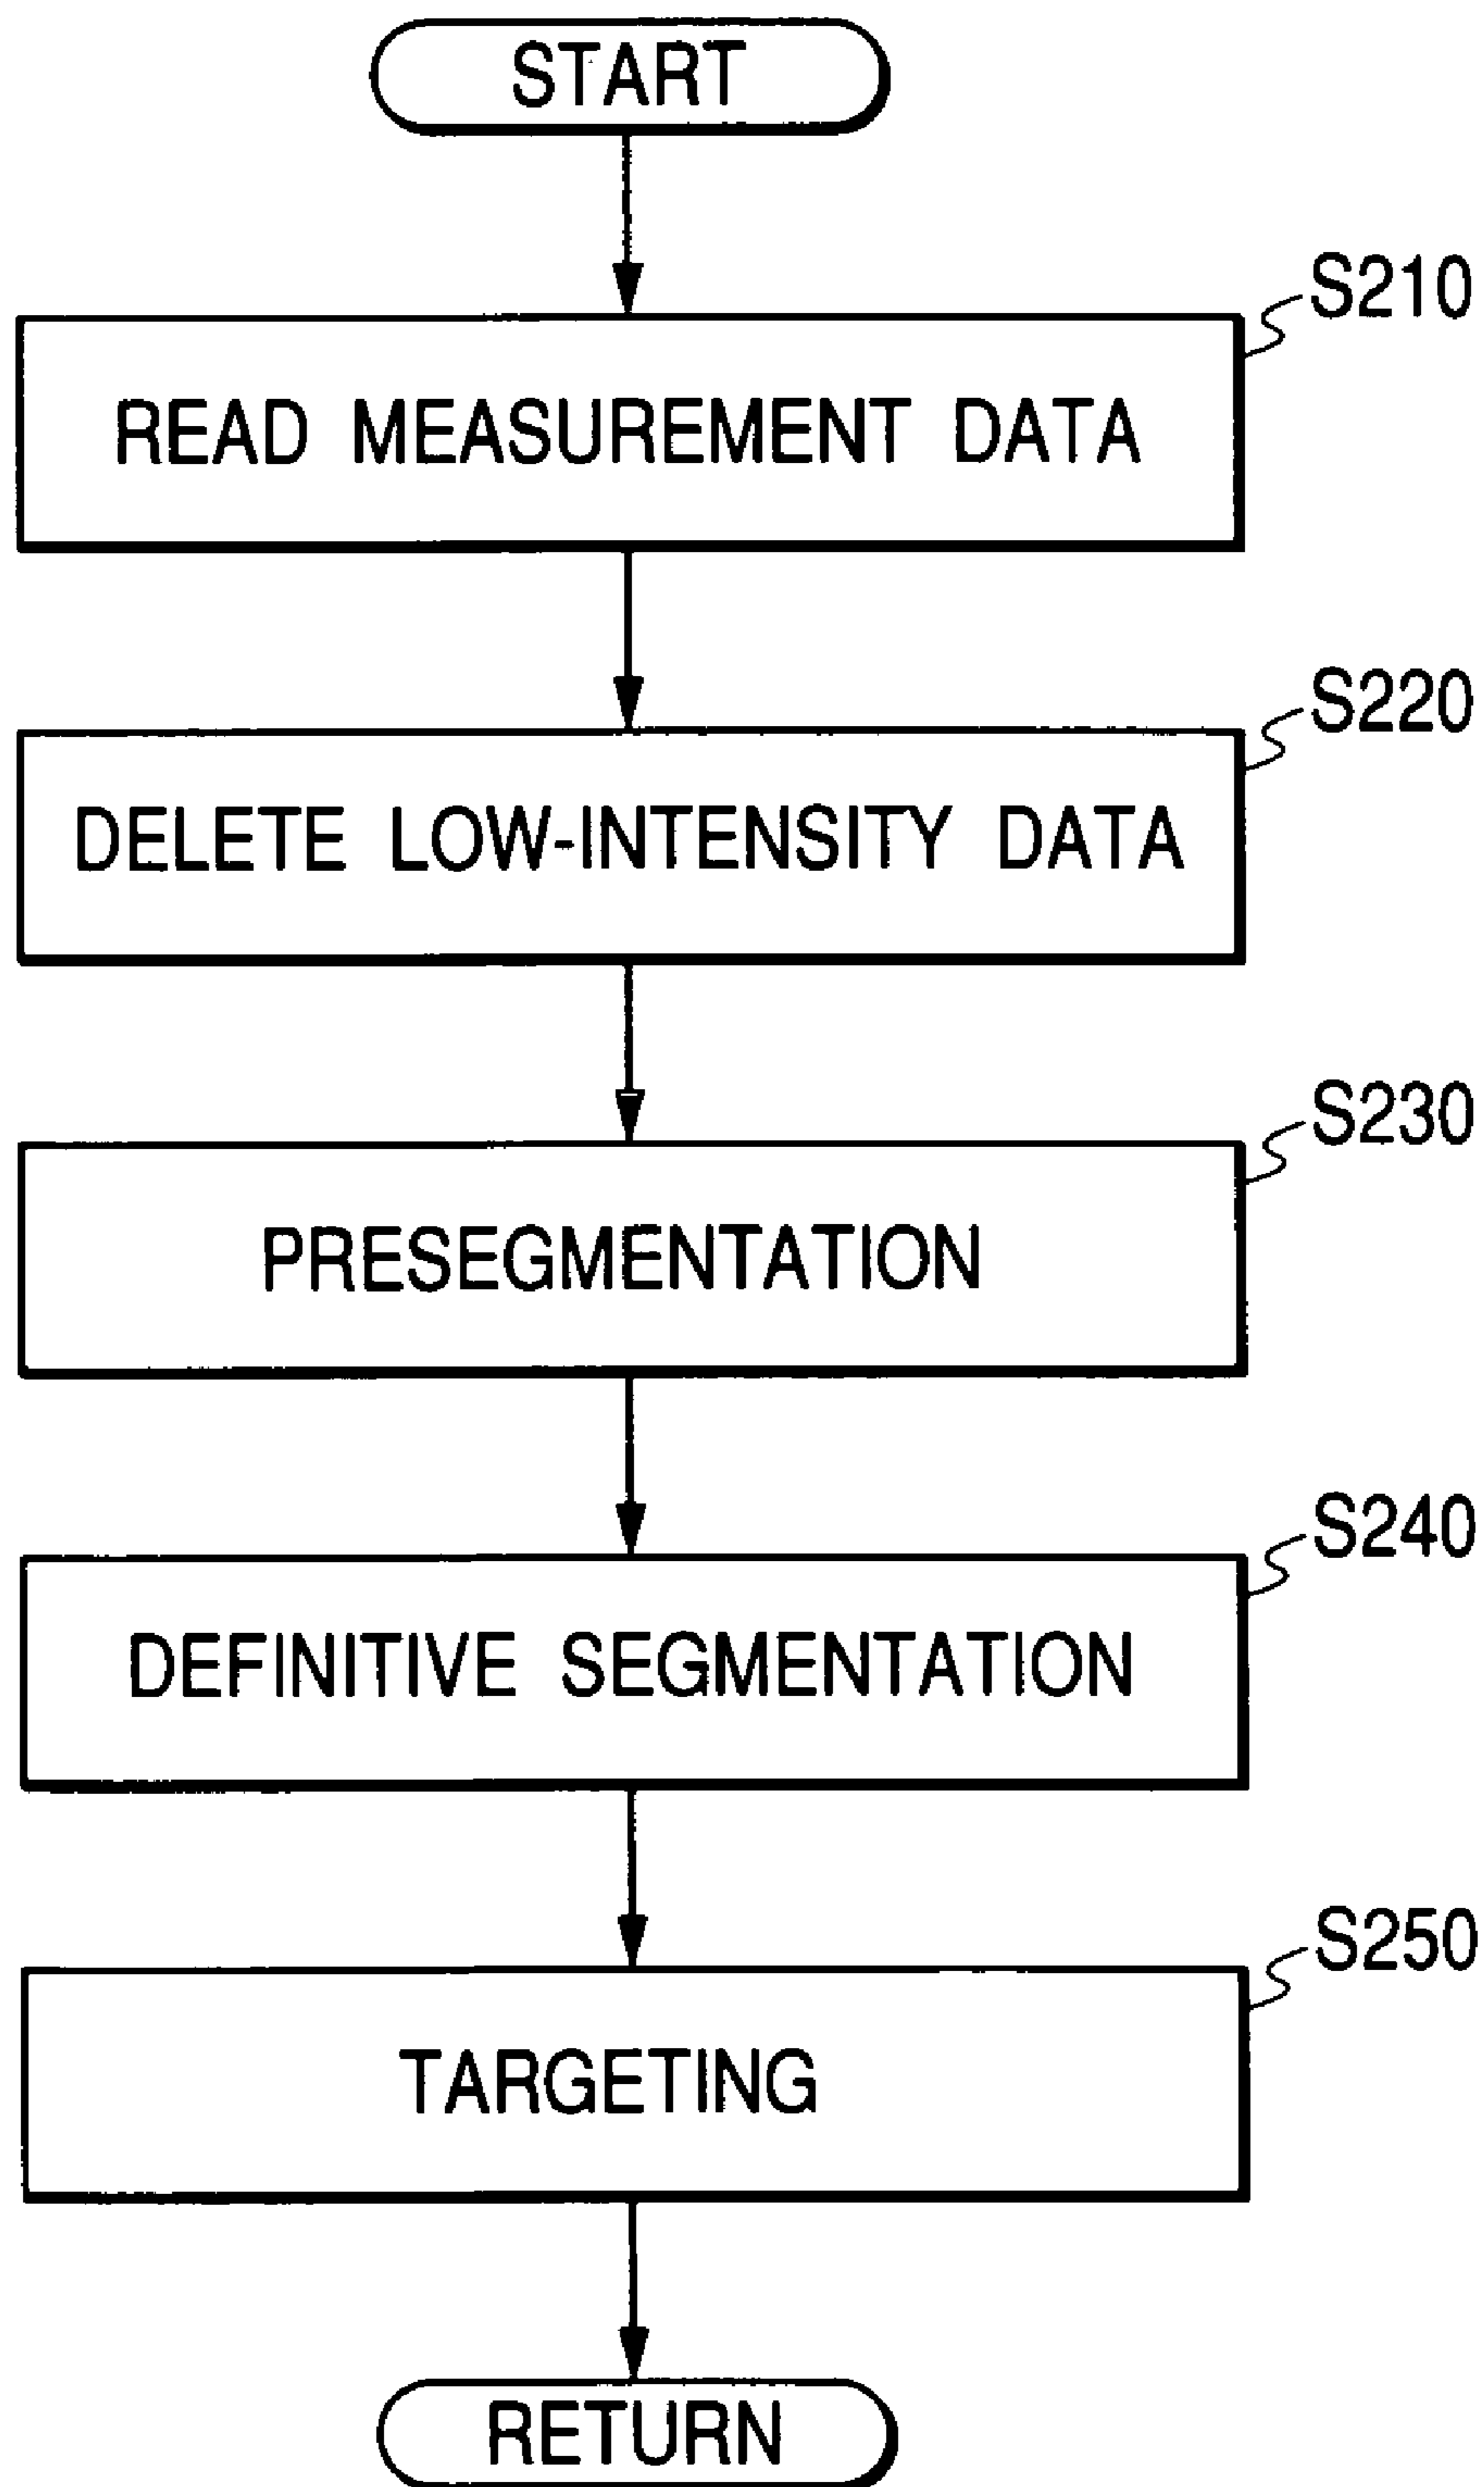 START
S210
READ MEASUREMENT DATA
S220
DELETE LOW-INTENSITY DATA
S230
PRESEGMENTATION
S240
DEFINITIVE SEGMENTATION
S250
TARGETING
RETURN